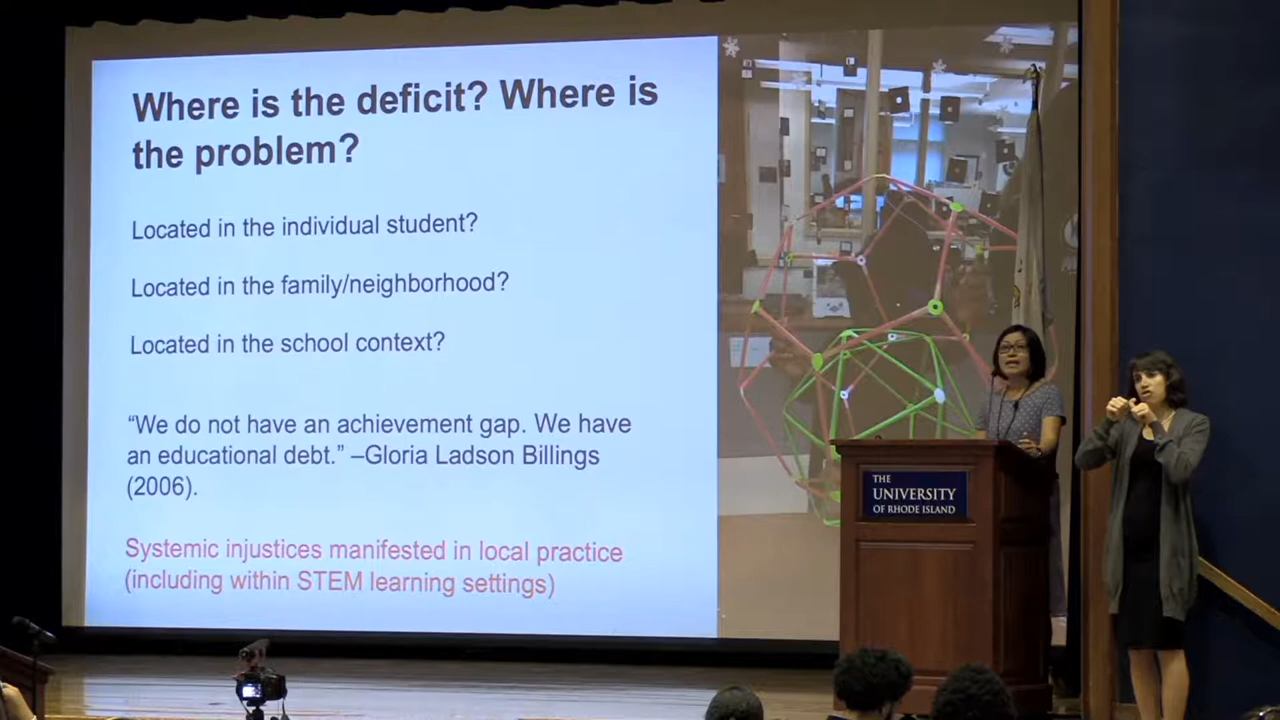 Where is the deficit? Where is
the problem?
Located in the individual student?
Located in the family/neighborhood?
Located in the school context?
“We do not have an achievement gap. We have
an educational debt.” –Gloria Ladson Billings
(2006).
Systemic injustices manifested in local practice
(including within STEM learning settings)
THE
UNIVERSITY
OF RHODE ISLAND